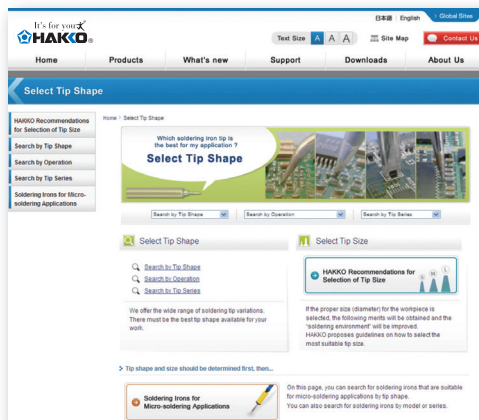 日本語 | English
Global Sites
It's for you
HAKKO®
Text Size A A A
Site Map
Contact Us
Home Products What's new Support Downloads About Us
Select Tip Shape
HAKKO Recommendations
for Selection of Tip Size
Search by Tip Shape
Search by Operation
Search by Tip Series
Soldering Irons for Micro-
soldering Applications
Home > Select Tip Shape
Which soldering iron tip is
the best for my application ?
Select Tip Shape
Search by Tip Shape
Search by Operation
Search by Tip Series
Select Tip Shape
Search by Tip Shape
Search by Operation
Search by Tip Series
We offer the wide range of soldering tip variations.
There must be the best tip shape available for your
work.
Select Tip Size
HAKKO Recommendations for
Selection of Tip Size
S M L
If the proper size (diameter) for the workpiece is
selected, the following merits will be obtained and the
"soldering environment" will be improved.
HAKKO proposes guidelines on how to select the
most suitable tip size.
Tip shape and size should be determined first, then...
Soldering Irons for
Micro-soldering Applications
On this page, you can search for soldering irons that are suitable
for micro-soldering applications by tip shape.
You can also search for soldering irons by model or series.